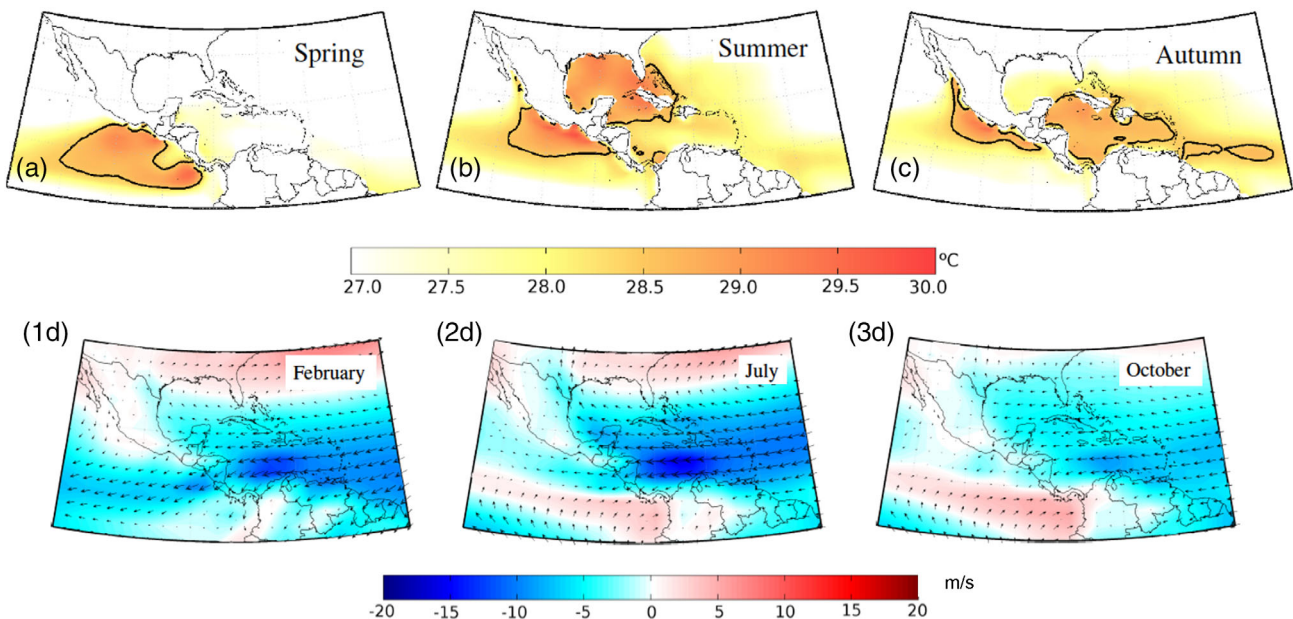 Spring
Summer
Autumn
(a)
(b)
(c)
ºC
27.0 27.5 28.0 28.5 29.0 29.5 30.0
(1d)
(2d)
(3d)
February
July
October
m/s
-20 -15 -10 -5 0 5 10 15 20